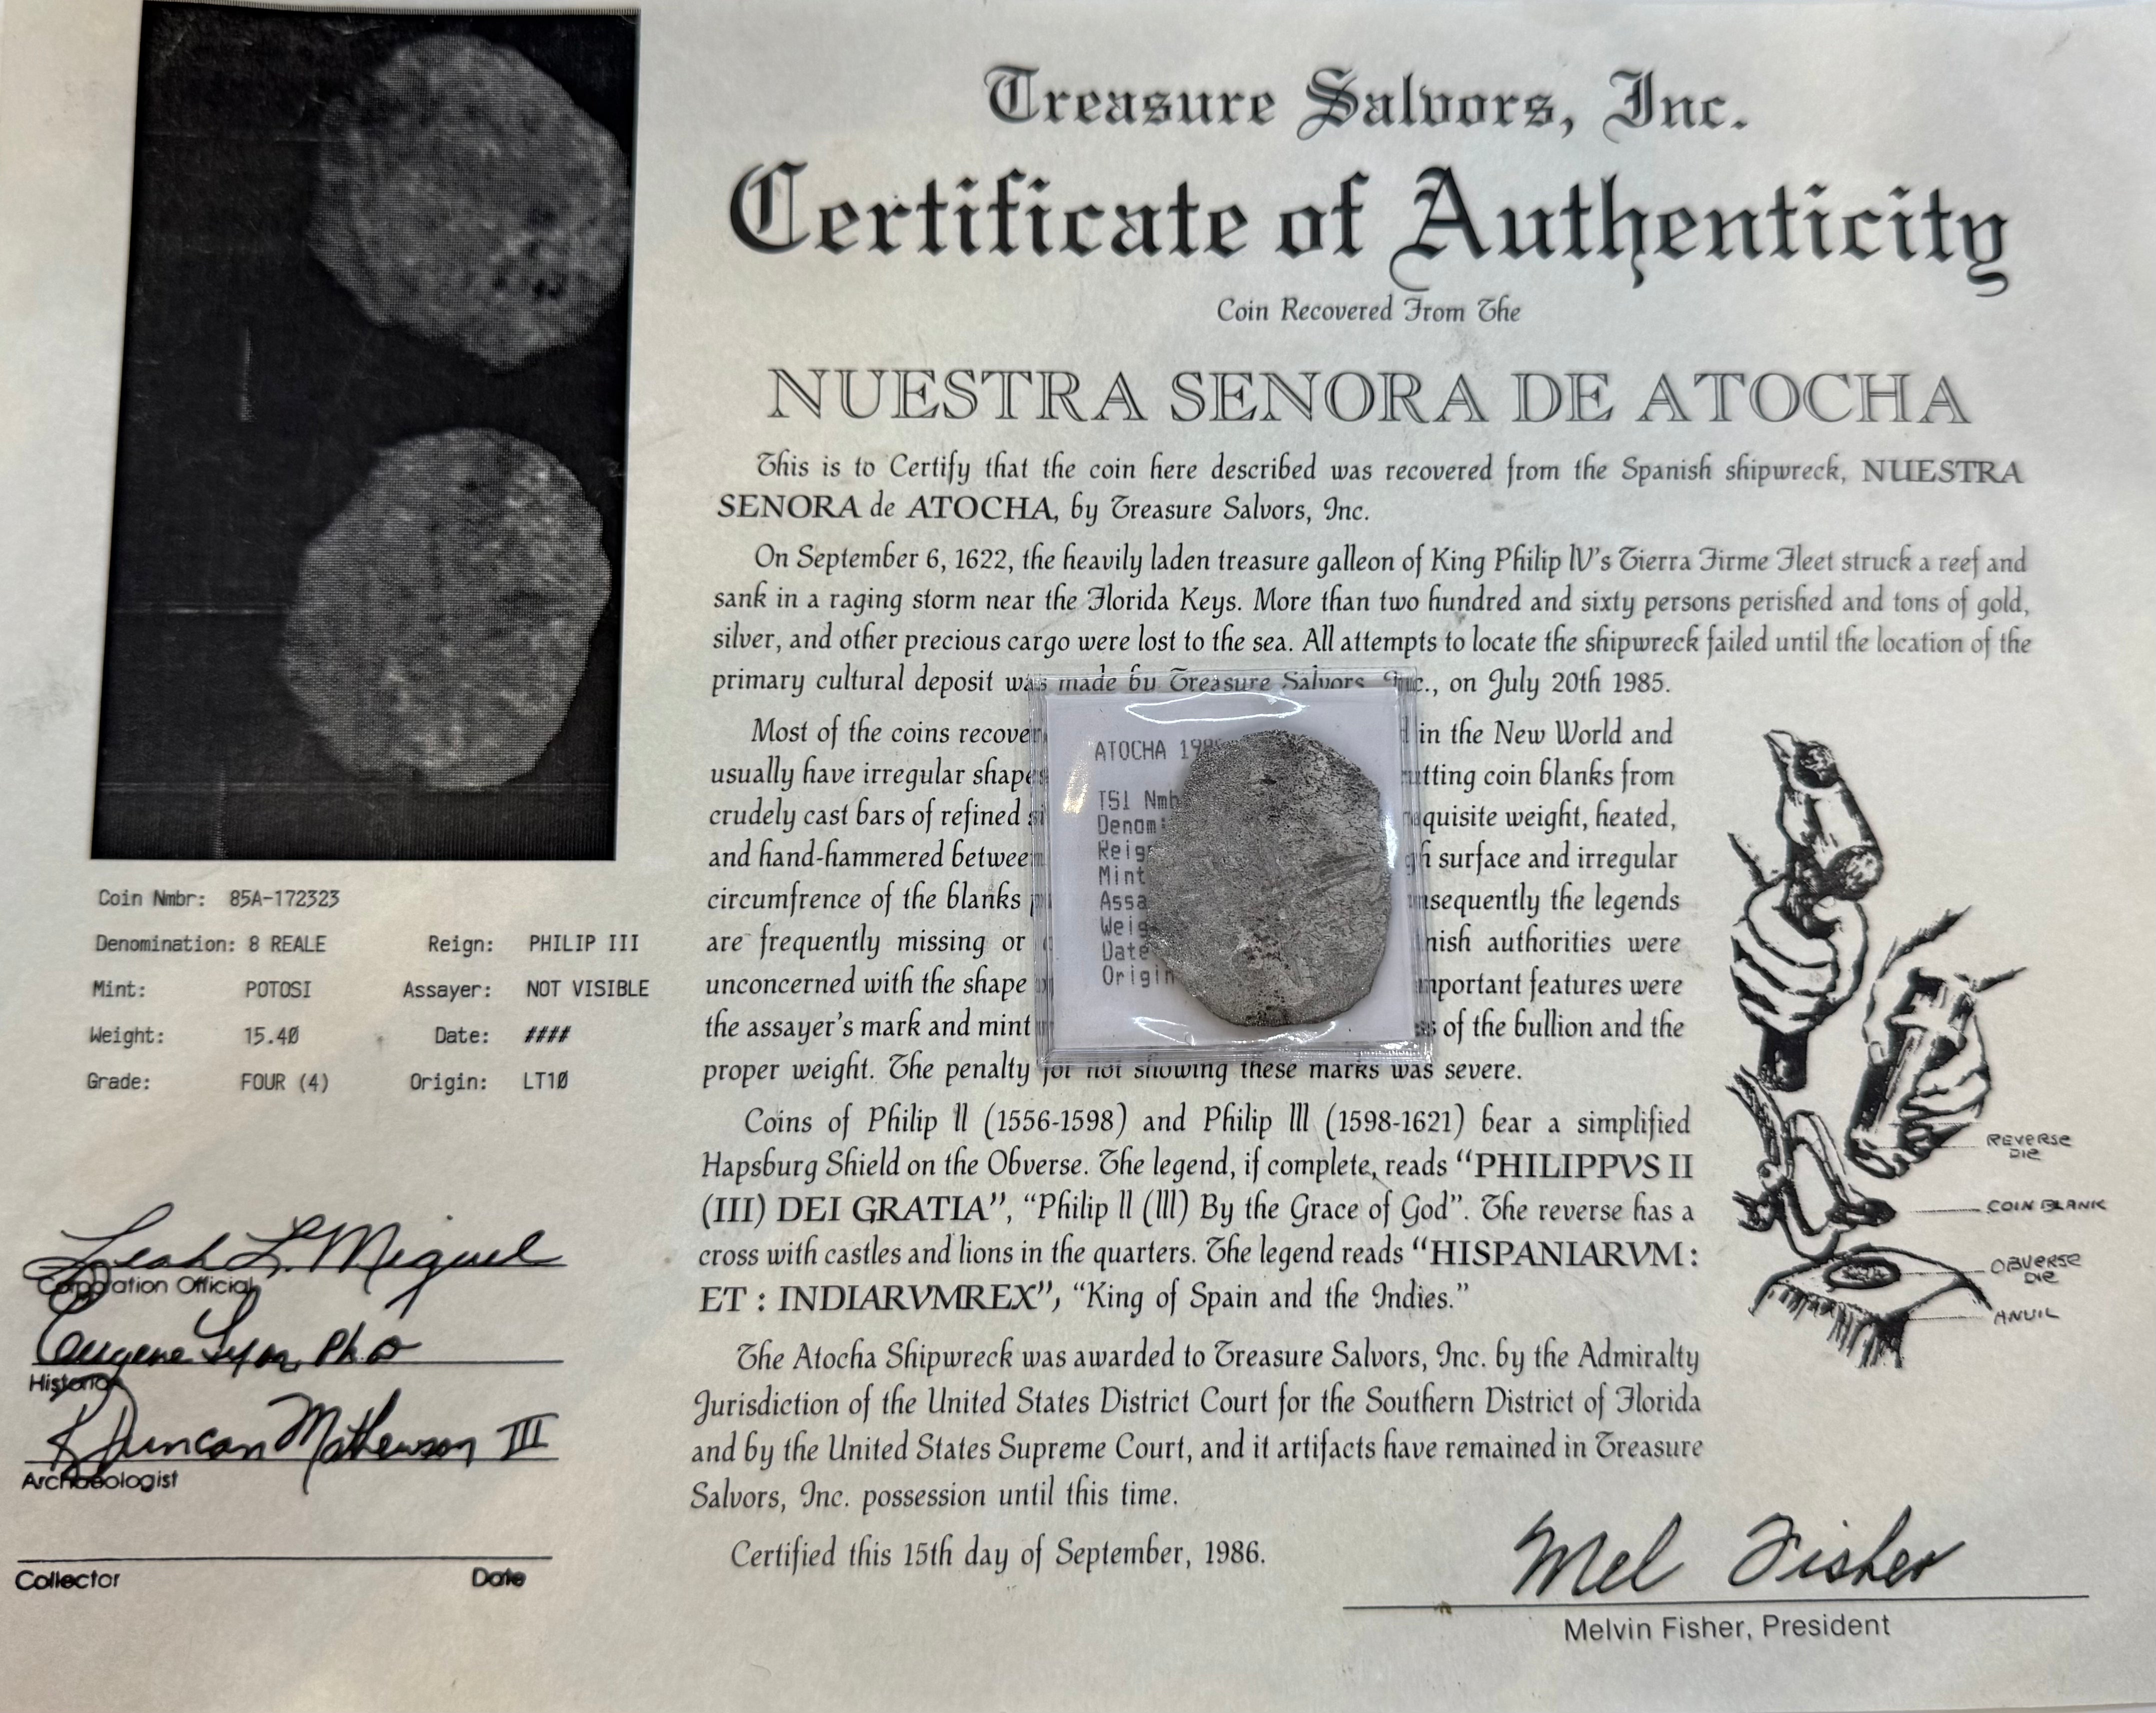 Treasure Salvors, Inc.
Certificate of Authenticity
Coin Recovered From The
NUESTRA SENORA DE ATOCHA
This is to Certify that the coin here described was recovered from the Spanish shipwreck, NUESTRA
SENORA de ATOCHA, by Treasure Salvors, Inc.
On September 6, 1622, the heavily laden treasure galleon of King Philip IV's Tierra Firme Fleet struck a reef and
sank in a raging storm near the Florida Keys. More than two hundred and sixty persons perished and tons of gold,
silver, and other precious cargo were lost to the sea. All attempts to locate the shipwreck failed until the location of the
primary cultural deposit was made by Treasure Salvors, Inc., on July 20th 1985.
Most of the coins in the New World and
usually have irregular coin blanks from
crudely cast bars of refined weight, heated,
and hand-hammered surface and irregular
circumfrence of the blanks the legends
are frequently missing or authorities were
unconcerned with the shape features were
the assayer's mark and mint of the bullion and the
proper weight. The penalty for not showing these marks was severe.
Coins of Philip II (1556-1598) and Philip III (1598-1621) bear a simplified
Hapsburg Shield on the Obverse. The legend, if complete, reads "PHILIPPVS II
(III) DEI GRATIA", "Philip II (III) By the Grace of God". The reverse has a
cross with castles and lions in the quarters. The legend reads "HISPANIARVM :
ET : INDIARVMREX", "King of Spain and the Indies."
The Atocha Shipwreck was awarded to Treasure Salvors, Inc. by the Admiralty
Jurisdiction of the United States District Court for the Southern District of Florida
and by the United States Supreme Court, and it artifacts have remained in Treasure
Salvors, Inc. possession until this time.
Certified this 15th day of September, 1986.
Mel Fisher
Melvin Fisher, President
ATOCHA
TSI
Mint
Date
Origin
REVERSE
DIE
COIN BLANK
OBVERSE
DIE
ANVIL
Coin Nmbr: 85A-172323
Denomination: 8 REALE Reign: PHILIP III
Mint: POTOSI Assayer: NOT VISIBLE
Weight: 15.40 Date: ####
Grade: FOUR (4) Origin: LT10
Leah L. Miguel
Corporation Official
Eugene Lyon, Ph.D
Historian
R Duncan Mathewson III
Archaeologist
Collector Date